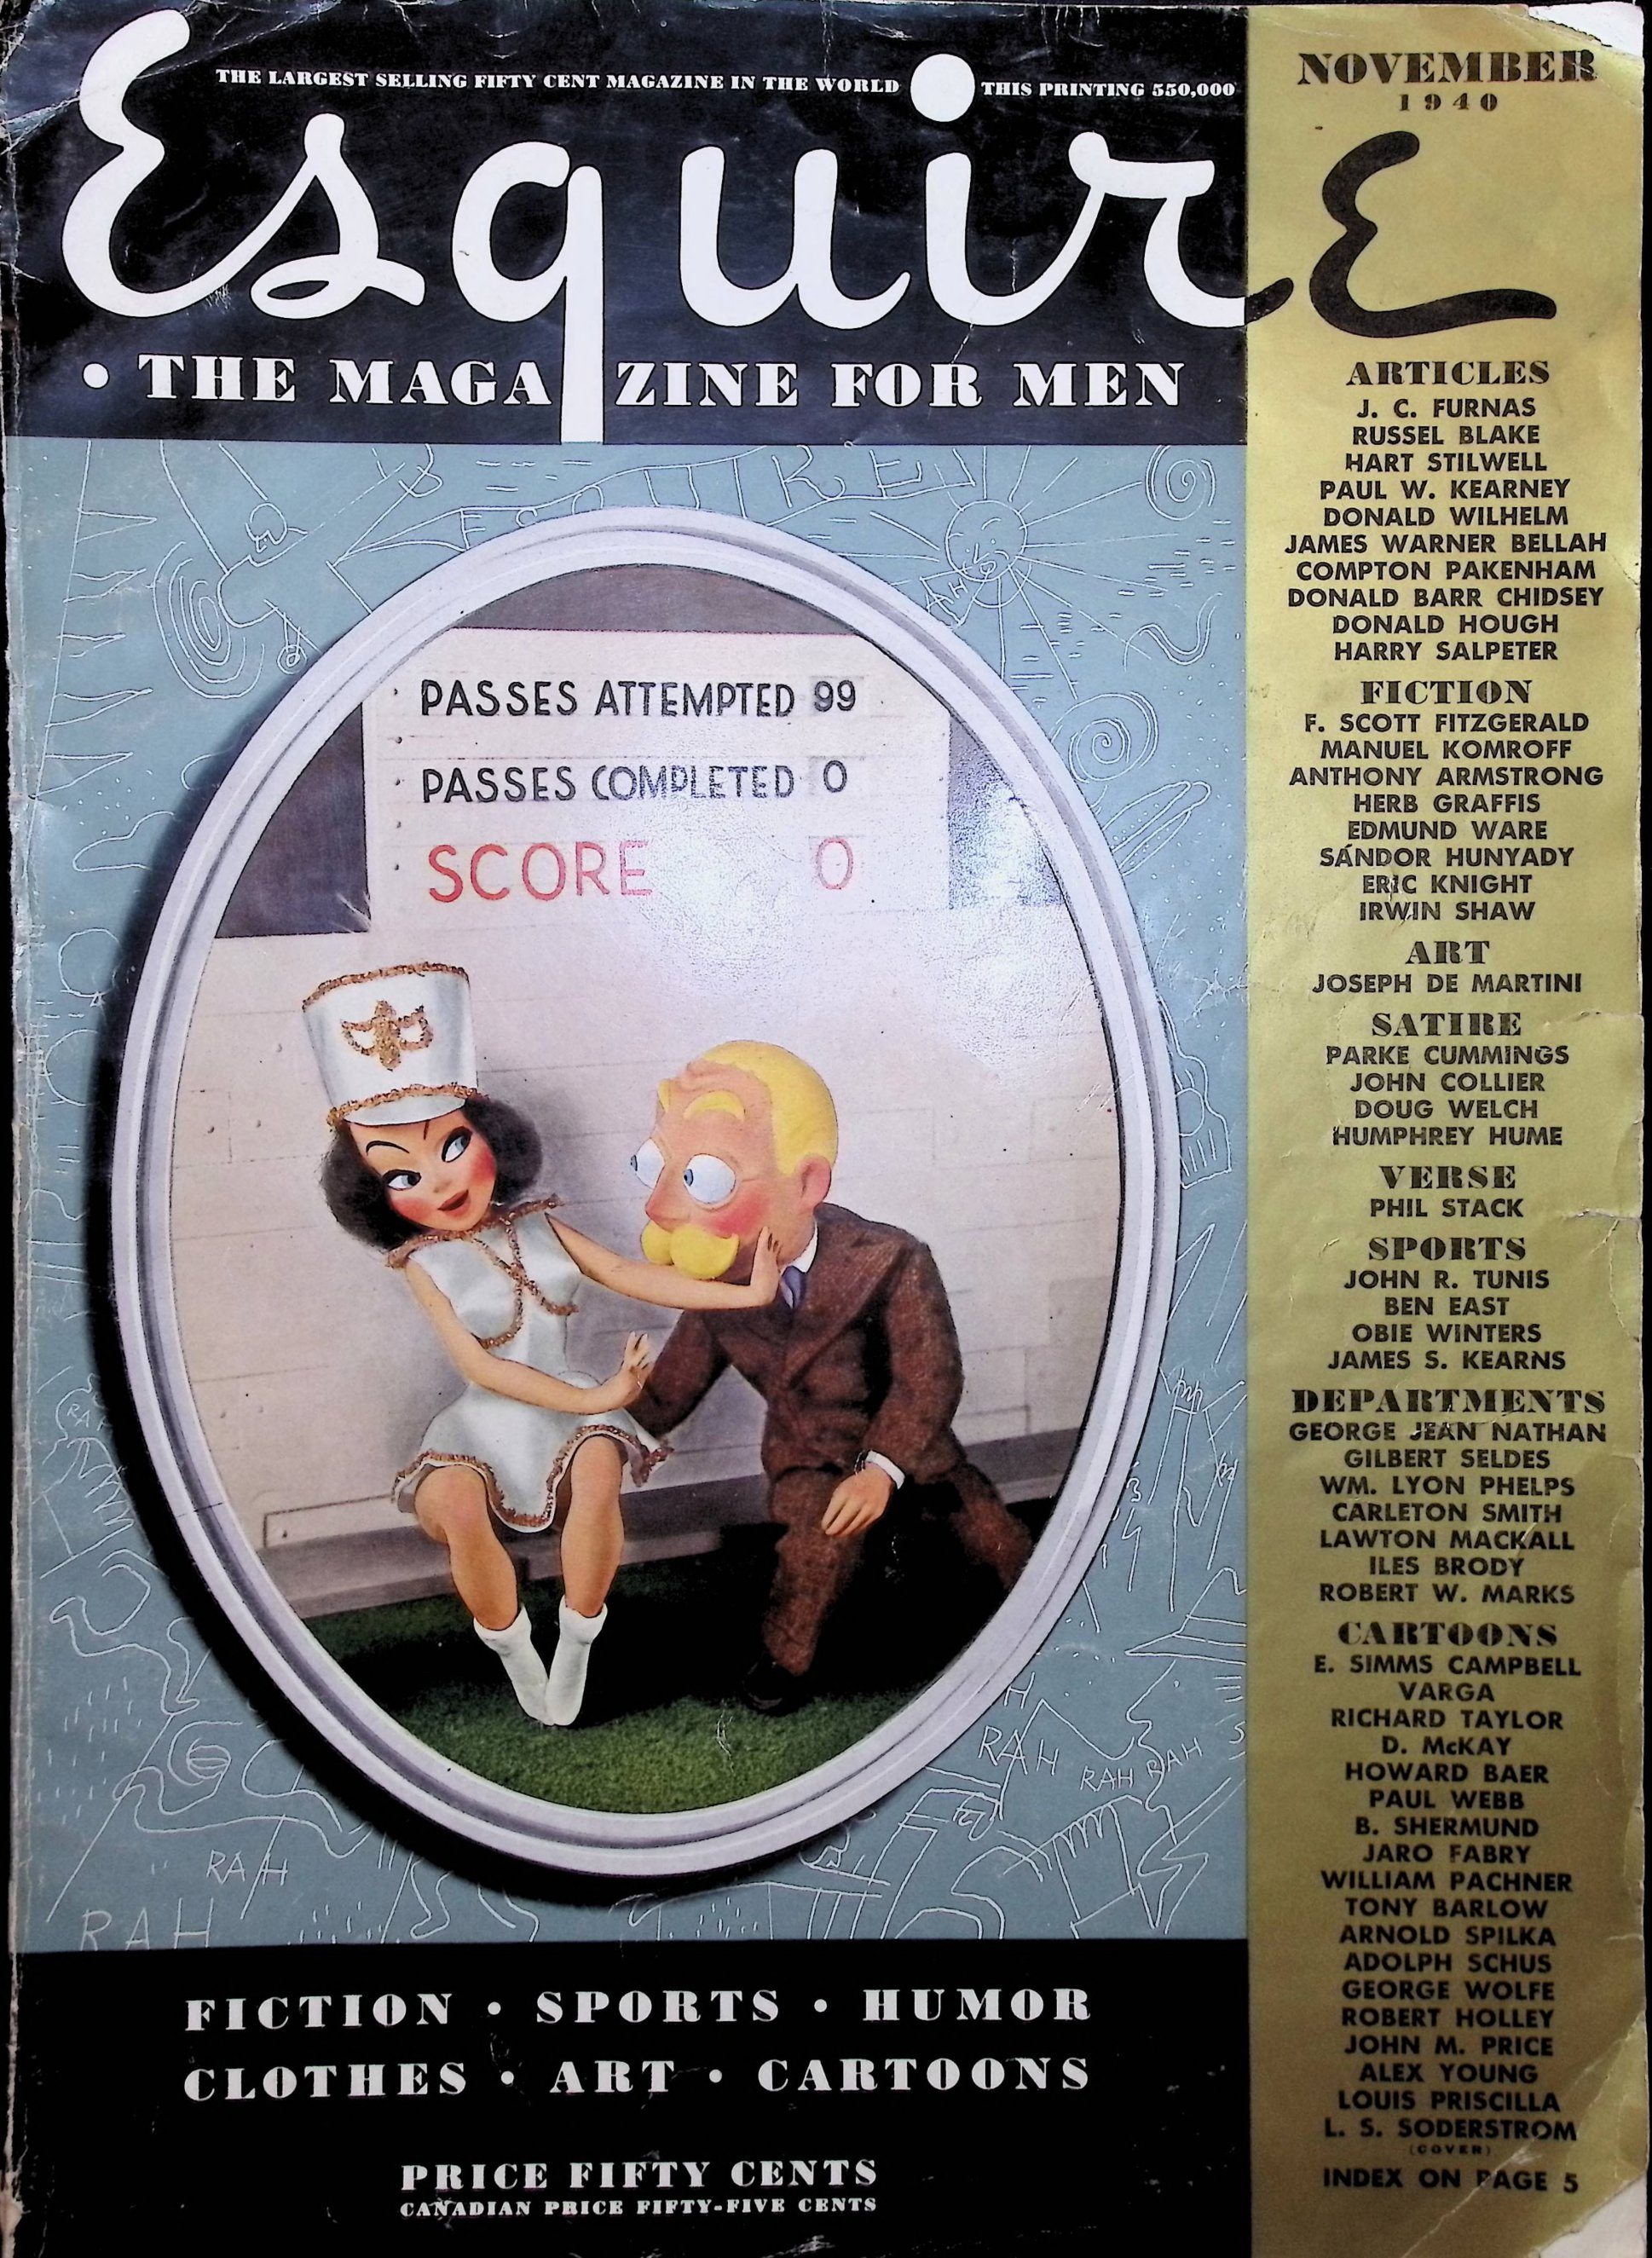 THE LARGEST SELLING FIFTY CENT MAGAZINE IN THE WORLD
THIS PRINTING 550,000
EsquirE
• THE MAGAZINE FOR MEN
ESQUIRE
RAH
PASSES ATTEMPTED 99
PASSES COMPLETED 0
SCORE 0
RAH
RAH
RAH RAH
RAH
RAH
FICTION • SPORTS • HUMOR
CLOTHES • ART • CARTOONS
PRICE FIFTY CENTS
CANADIAN PRICE FIFTY-FIVE CENTS
NOVEMBER
1940
ARTICLES
J. C. FURNAS
RUSSEL BLAKE
HART STILWELL
PAUL W. KEARNEY
DONALD WILHELM
JAMES WARNER BELLAH
COMPTON PAKENHAM
DONALD BARR CHIDSEY
DONALD HOUGH
HARRY SALPETER
FICTION
F. SCOTT FITZGERALD
MANUEL KOMROFF
ANTHONY ARMSTRONG
HERB GRAFFIS
EDMUND WARE
SÁNDOR HUNYADY
ERIC KNIGHT
IRWIN SHAW
ART
JOSEPH DE MARTINI
SATIRE
PARKE CUMMINGS
JOHN COLLIER
DOUG WELCH
HUMPHREY HUME
VERSE
PHIL STACK
SPORTS
JOHN R. TUNIS
BEN EAST
OBIE WINTERS
JAMES S. KEARNS
DEPARTMENTS
GEORGE JEAN NATHAN
GILBERT SELDES
WM. LYON PHELPS
CARLETON SMITH
LAWTON MACKALL
ILES BRODY
ROBERT W. MARKS
CARTOONS
E. SIMMS CAMPBELL
VARGA
RICHARD TAYLOR
D. McKAY
HOWARD BAER
PAUL WEBB
B. SHERMUND
JARO FABRY
WILLIAM PACHNER
TONY BARLOW
ARNOLD SPILKA
ADOLPH SCHUS
GEORGE WOLFE
ROBERT HOLLEY
JOHN M. PRICE
ALEX YOUNG
LOUIS PRISCILLA
L. S. SODERSTROM
(COVER)
INDEX ON PAGE 5